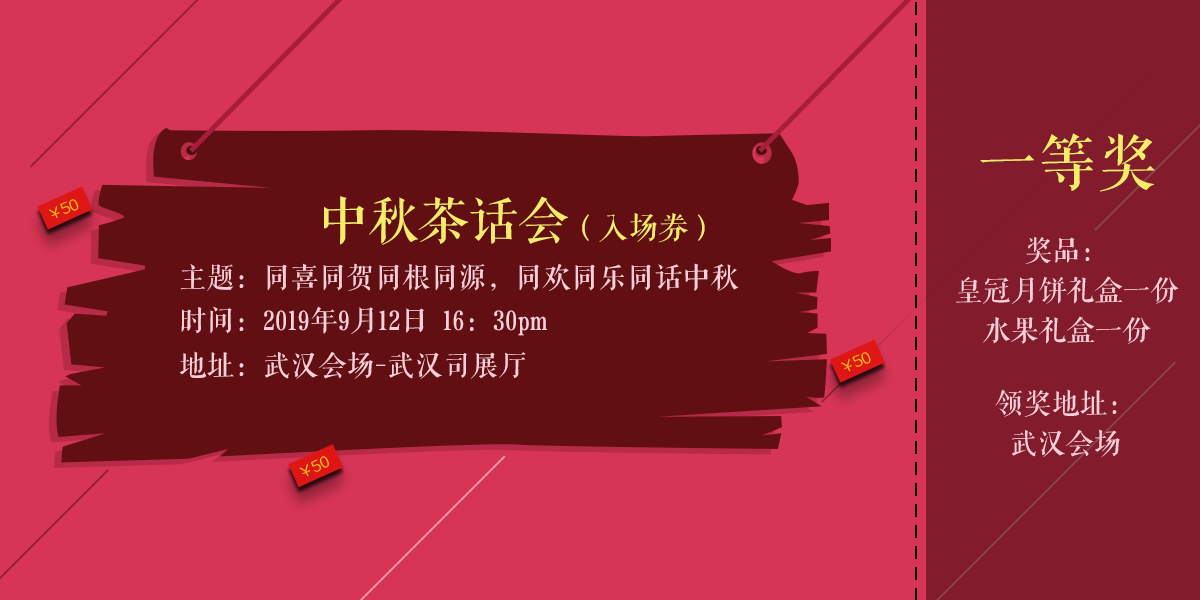 中秋茶话会（入场券）
主题：同喜同贺同根同源，同欢同乐同话中秋
时间：2019年9月12日 16：30pm
地址：武汉会场-武汉司展厅
¥50
¥50
¥50
一等奖
奖品：
皇冠月饼礼盒一份
水果礼盒一份
领奖地址：
武汉会场